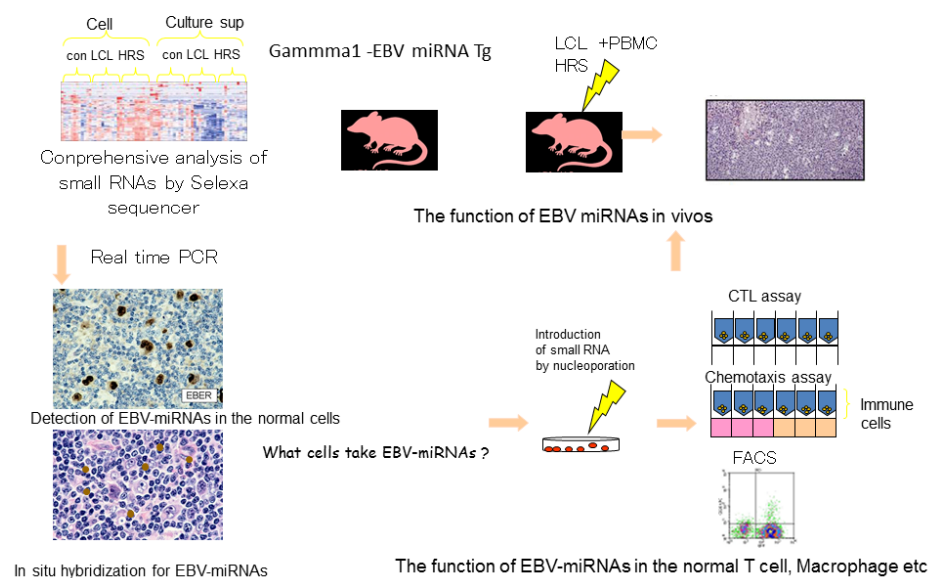 Cell Culture sup
con LCL HRS con LCL HRS
Conprehensive analysis of
small RNAs by Selexa
sequencer
Real time PCR
EBER
Detection of EBV-miRNAs in the normal cells
In situ hybridization for EBV-miRNAs
Gammma1 -EBV miRNA Tg
LCL +PBMC
HRS
The function of EBV miRNAs in vivos
What cells take EBV-miRNAs ?
Introduction
of small RNA
by nucleoporation
CTL assay
Chemotaxis assay
Immune
cells
FACS
The function of EBV-miRNAs in the normal T cell, Macrophage etc